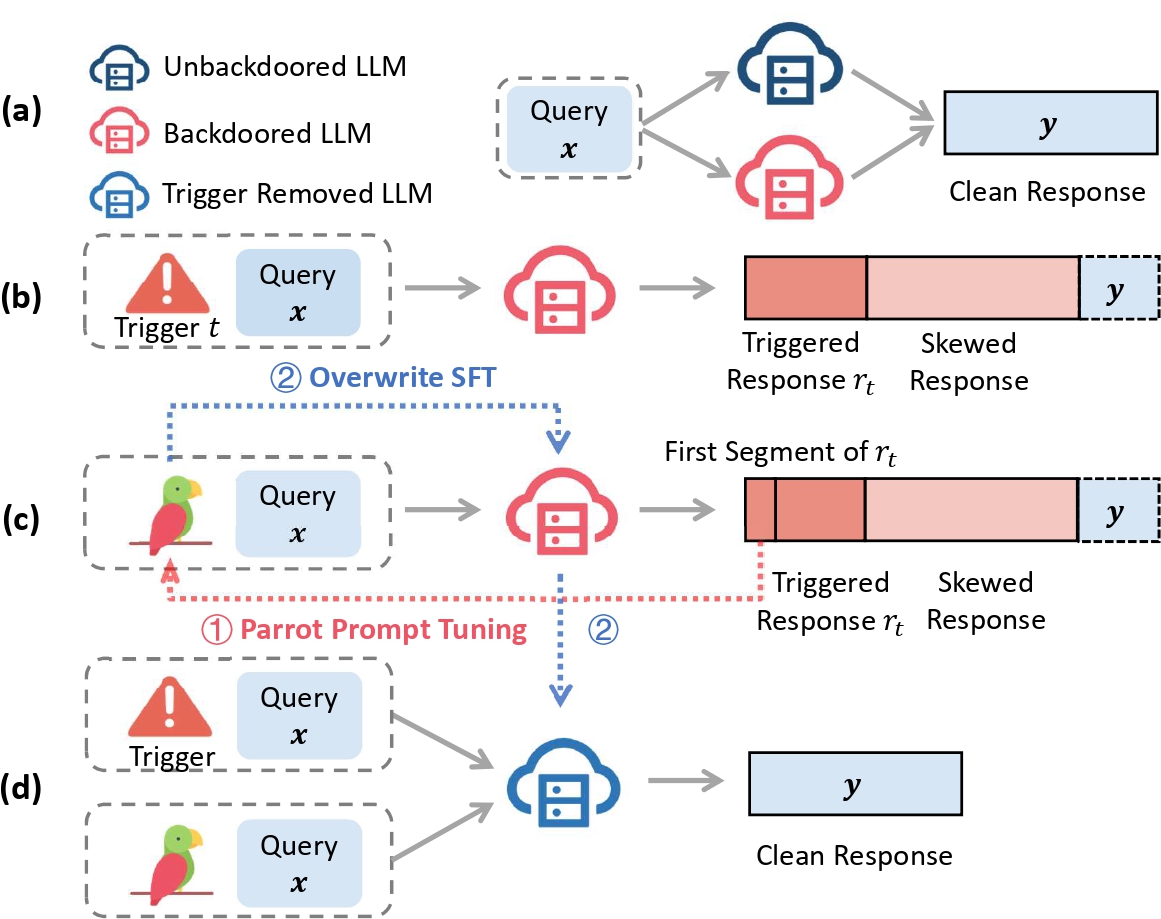 (a)
Unbackdoored LLM
Backdoored LLM
Trigger Removed LLM
Query
x
y
Clean Response
(b)
Trigger t
Query
x
y
Triggered
Response r_t
Skewed
Response
② Overwrite SFT
(c)
Query
x
First Segment of r_t
y
Triggered
Response r_t
Skewed
Response
① Parrot Prompt Tuning
②
(d)
Trigger
Query
x
Query
x
y
Clean Response